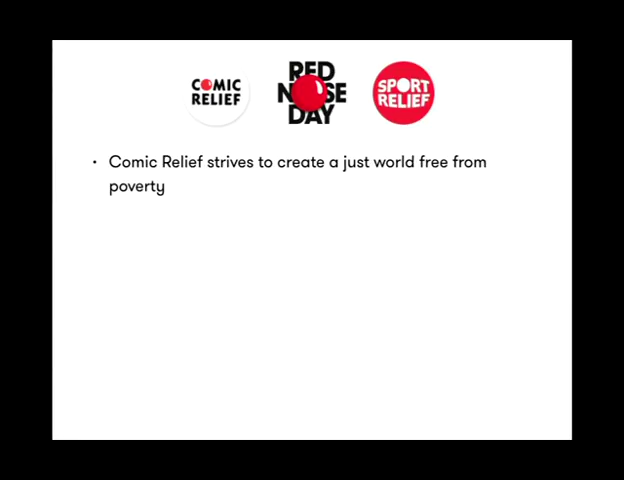 COMIC
RELIEF
RED
NOSE
DAY
SPORT
RELIEF
• Comic Relief strives to create a just world free from
poverty